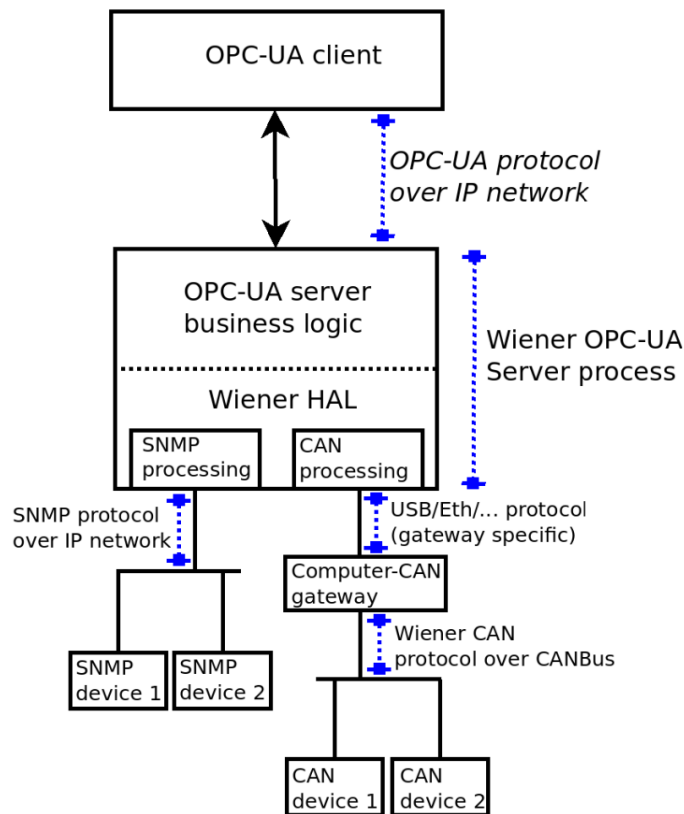 OPC-UA client
OPC-UA protocol
over IP network
OPC-UA server
business logic
Wiener OPC-UA
Server process
Wiener HAL
SNMP
processing
CAN
processing
SNMP protocol
over IP network
USB/Eth/... protocol
(gateway specific)
Computer-CAN
gateway
Wiener CAN
protocol over CANBus
SNMP
device 1
SNMP
device 2
CAN
device 1
CAN
device 2